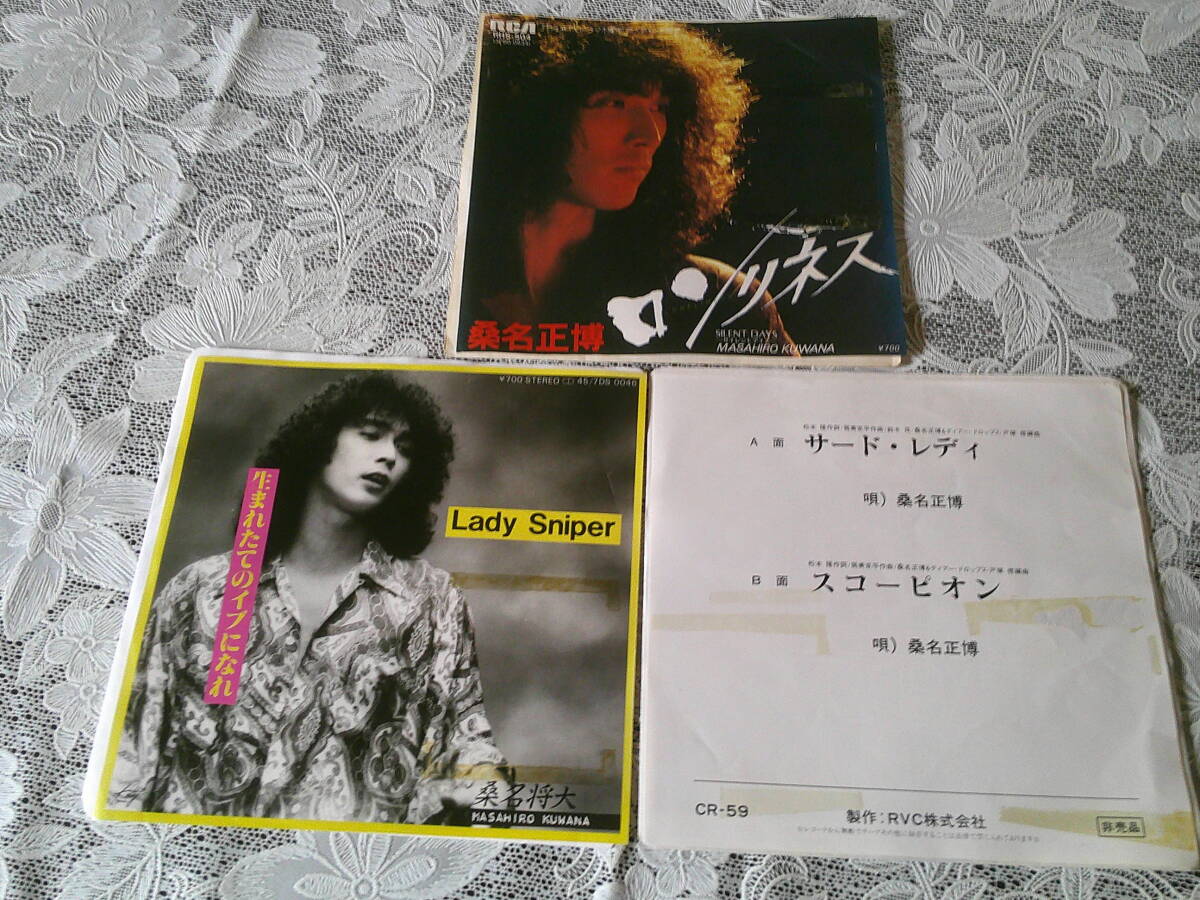 RCA
ロンリネス
SILENT DAYS
桑名正博
MASAHIRO KUWANA
¥700
¥700 STEREO 45/7DS 0046
生まれたてのイブになれ
Lady Sniper
桑名将大
MASAHIRO KUWANA
A面 サード・レディ
唄）桑名正博
B面 スコーピオン
唄）桑名正博
CR-59 製作：RVC株式会社 非売品